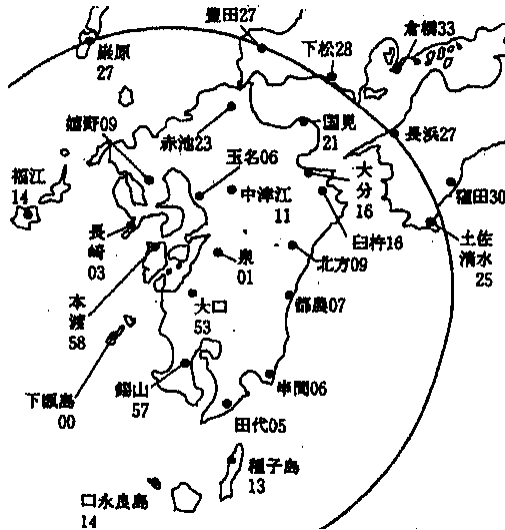 豊田27
倉橋33
厳原
27
下松28
嬉野09
赤池23
国見
21
長浜27
玉名06
福江
14
中津江
11
大
分
16
窪田30
臼杵16
長
崎
03
泉
01
北方09
土佐
清水
25
本
渡
58
大口
53
都農07
下甑島
00
錫山
57
串間06
田代05
種子島
13
口永良島
14